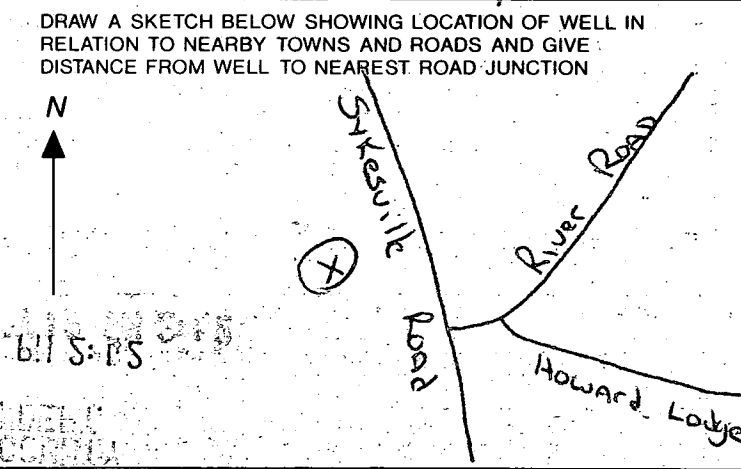 DRAW A SKETCH BELOW SHOWING LOCATION OF WELL IN
RELATION TO NEARBY TOWNS AND ROADS AND GIVE
DISTANCE FROM WELL TO NEAREST ROAD JUNCTION
N
Sykesville Road
River ROAD
X
Howard Lodge